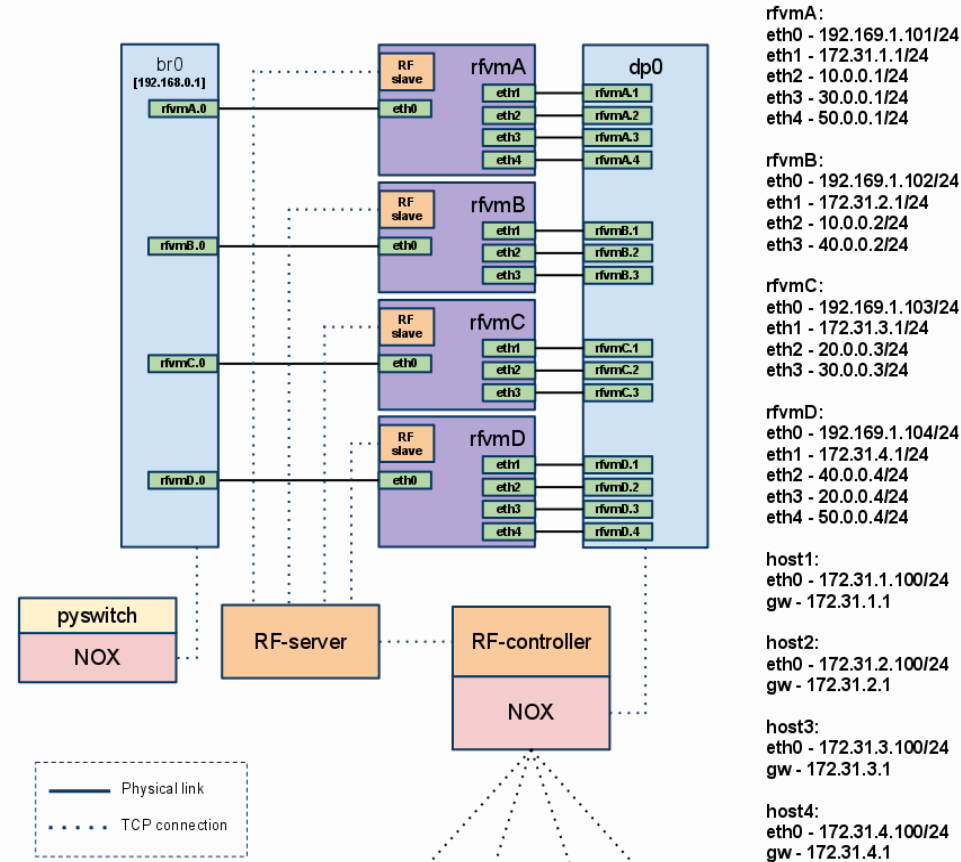 br0
[192.168.0.1]
rfvmA.0
rfvmB.0
rfvmC.0
rfvmD.0
RF
slave
rfvmA
eth0
eth1
eth2
eth3
eth4
RF
slave
rfvmB
eth0
eth1
eth2
eth3
RF
slave
rfvmC
eth0
eth1
eth2
eth3
RF
slave
rfvmD
eth0
eth1
eth2
eth3
eth4
dp0
rfvmA.1
rfvmA.2
rfvmA.3
rfvmA.4
rfvmB.1
rfvmB.2
rfvmB.3
rfvmC.1
rfvmC.2
rfvmC.3
rfvmD.1
rfvmD.2
rfvmD.3
rfvmD.4
pyswitch
NOX
RF-server
RF-controller
NOX
Physical link
TCP connection
rfvmA:
eth0 - 192.169.1.101/24
eth1 - 172.31.1.1/24
eth2 - 10.0.0.1/24
eth3 - 30.0.0.1/24
eth4 - 50.0.0.1/24
rfvmB:
eth0 - 192.169.1.102/24
eth1 - 172.31.2.1/24
eth2 - 10.0.0.2/24
eth3 - 40.0.0.2/24
rfvmC:
eth0 - 192.169.1.103/24
eth1 - 172.31.3.1/24
eth2 - 20.0.0.3/24
eth3 - 30.0.0.3/24
rfvmD:
eth0 - 192.169.1.104/24
eth1 - 172.31.4.1/24
eth2 - 40.0.0.4/24
eth3 - 20.0.0.4/24
eth4 - 50.0.0.4/24
host1:
eth0 - 172.31.1.100/24
gw - 172.31.1.1
host2:
eth0 - 172.31.2.100/24
gw - 172.31.2.1
host3:
eth0 - 172.31.3.100/24
gw - 172.31.3.1
host4:
eth0 - 172.31.4.100/24
gw - 172.31.4.1